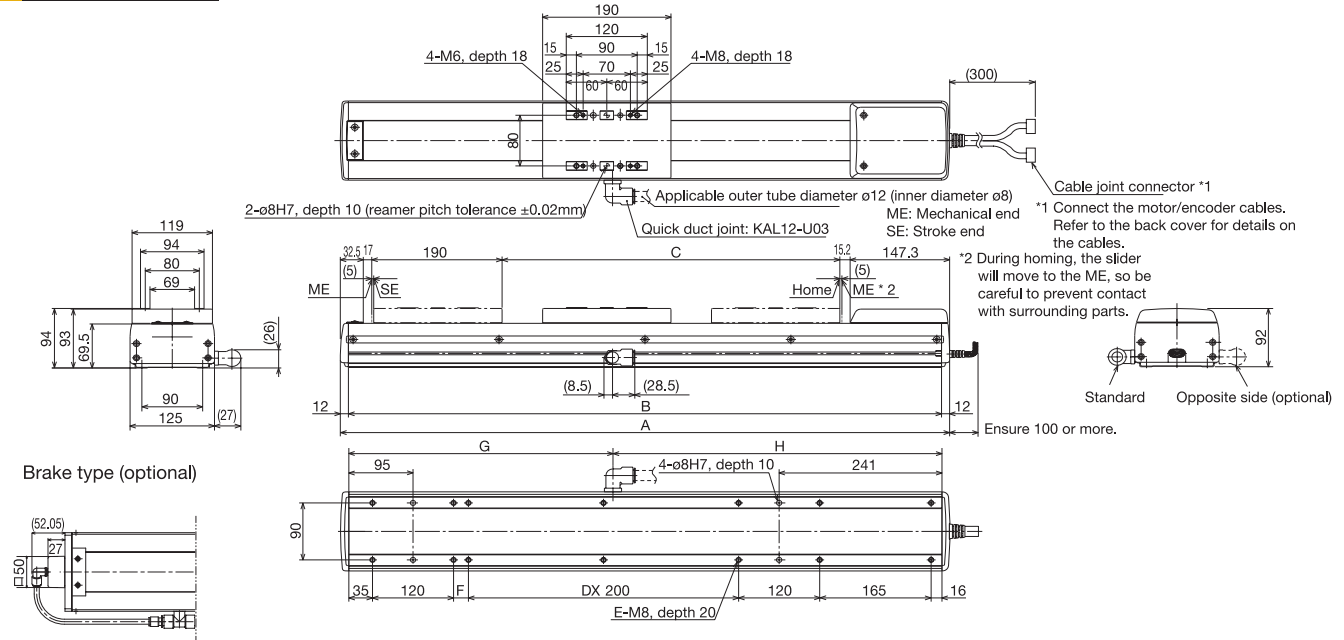 190
120
15 90 15
4-M6, depth 18
4-M8, depth 18
25 70 25
60 60
(300)
80
Cable joint connector *1
Applicable outer tube diameter ø12 (inner diameter ø8)
2-ø8H7, depth 10 (reamer pitch tolerance ±0.02mm)
ME: Mechanical end
SE: Stroke end
Quick duct joint: KAL12-U03
*1 Connect the motor/encoder cables.
Refer to the back cover for details on
the cables.
*2 During homing, the slider
will move to the ME, so be
careful to prevent contact
with surrounding parts.
119
94
80
69
94
93
69.5
(26)
90
125
(27)
32.5 17 190 C 15.2 147.3
(5) (5)
ME SE Home ME * 2
(8.5) (28.5)
12 B 12
A
Ensure 100 or more.
92
Standard
Opposite side (optional)
G H
95
4-ø8H7, depth 10
241
90
35 120 F DX 200 120 165 16
E-M8, depth 20
Brake type (optional)
(52.05)
27
□50